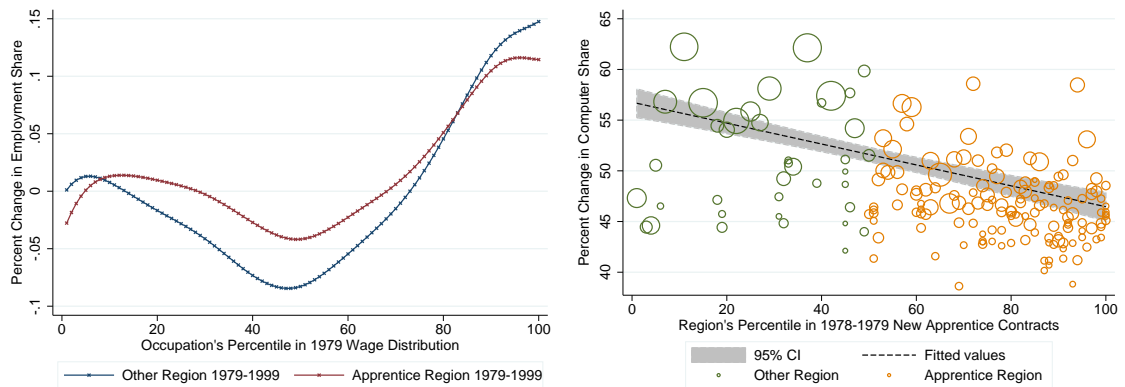 Percent Change in Employment Share
.15
.1
.05
0
-.05
-.1
0 20 40 60 80 100
Occupation's Percentile in 1979 Wage Distribution
Other Region 1979-1999 Apprentice Region 1979-1999
Percent Change in Computer Share
65
60
55
50
45
40
0 20 40 60 80 100
Region's Percentile in 1978-1979 New Apprentice Contracts
95% CI Fitted values
Other Region Apprentice Region